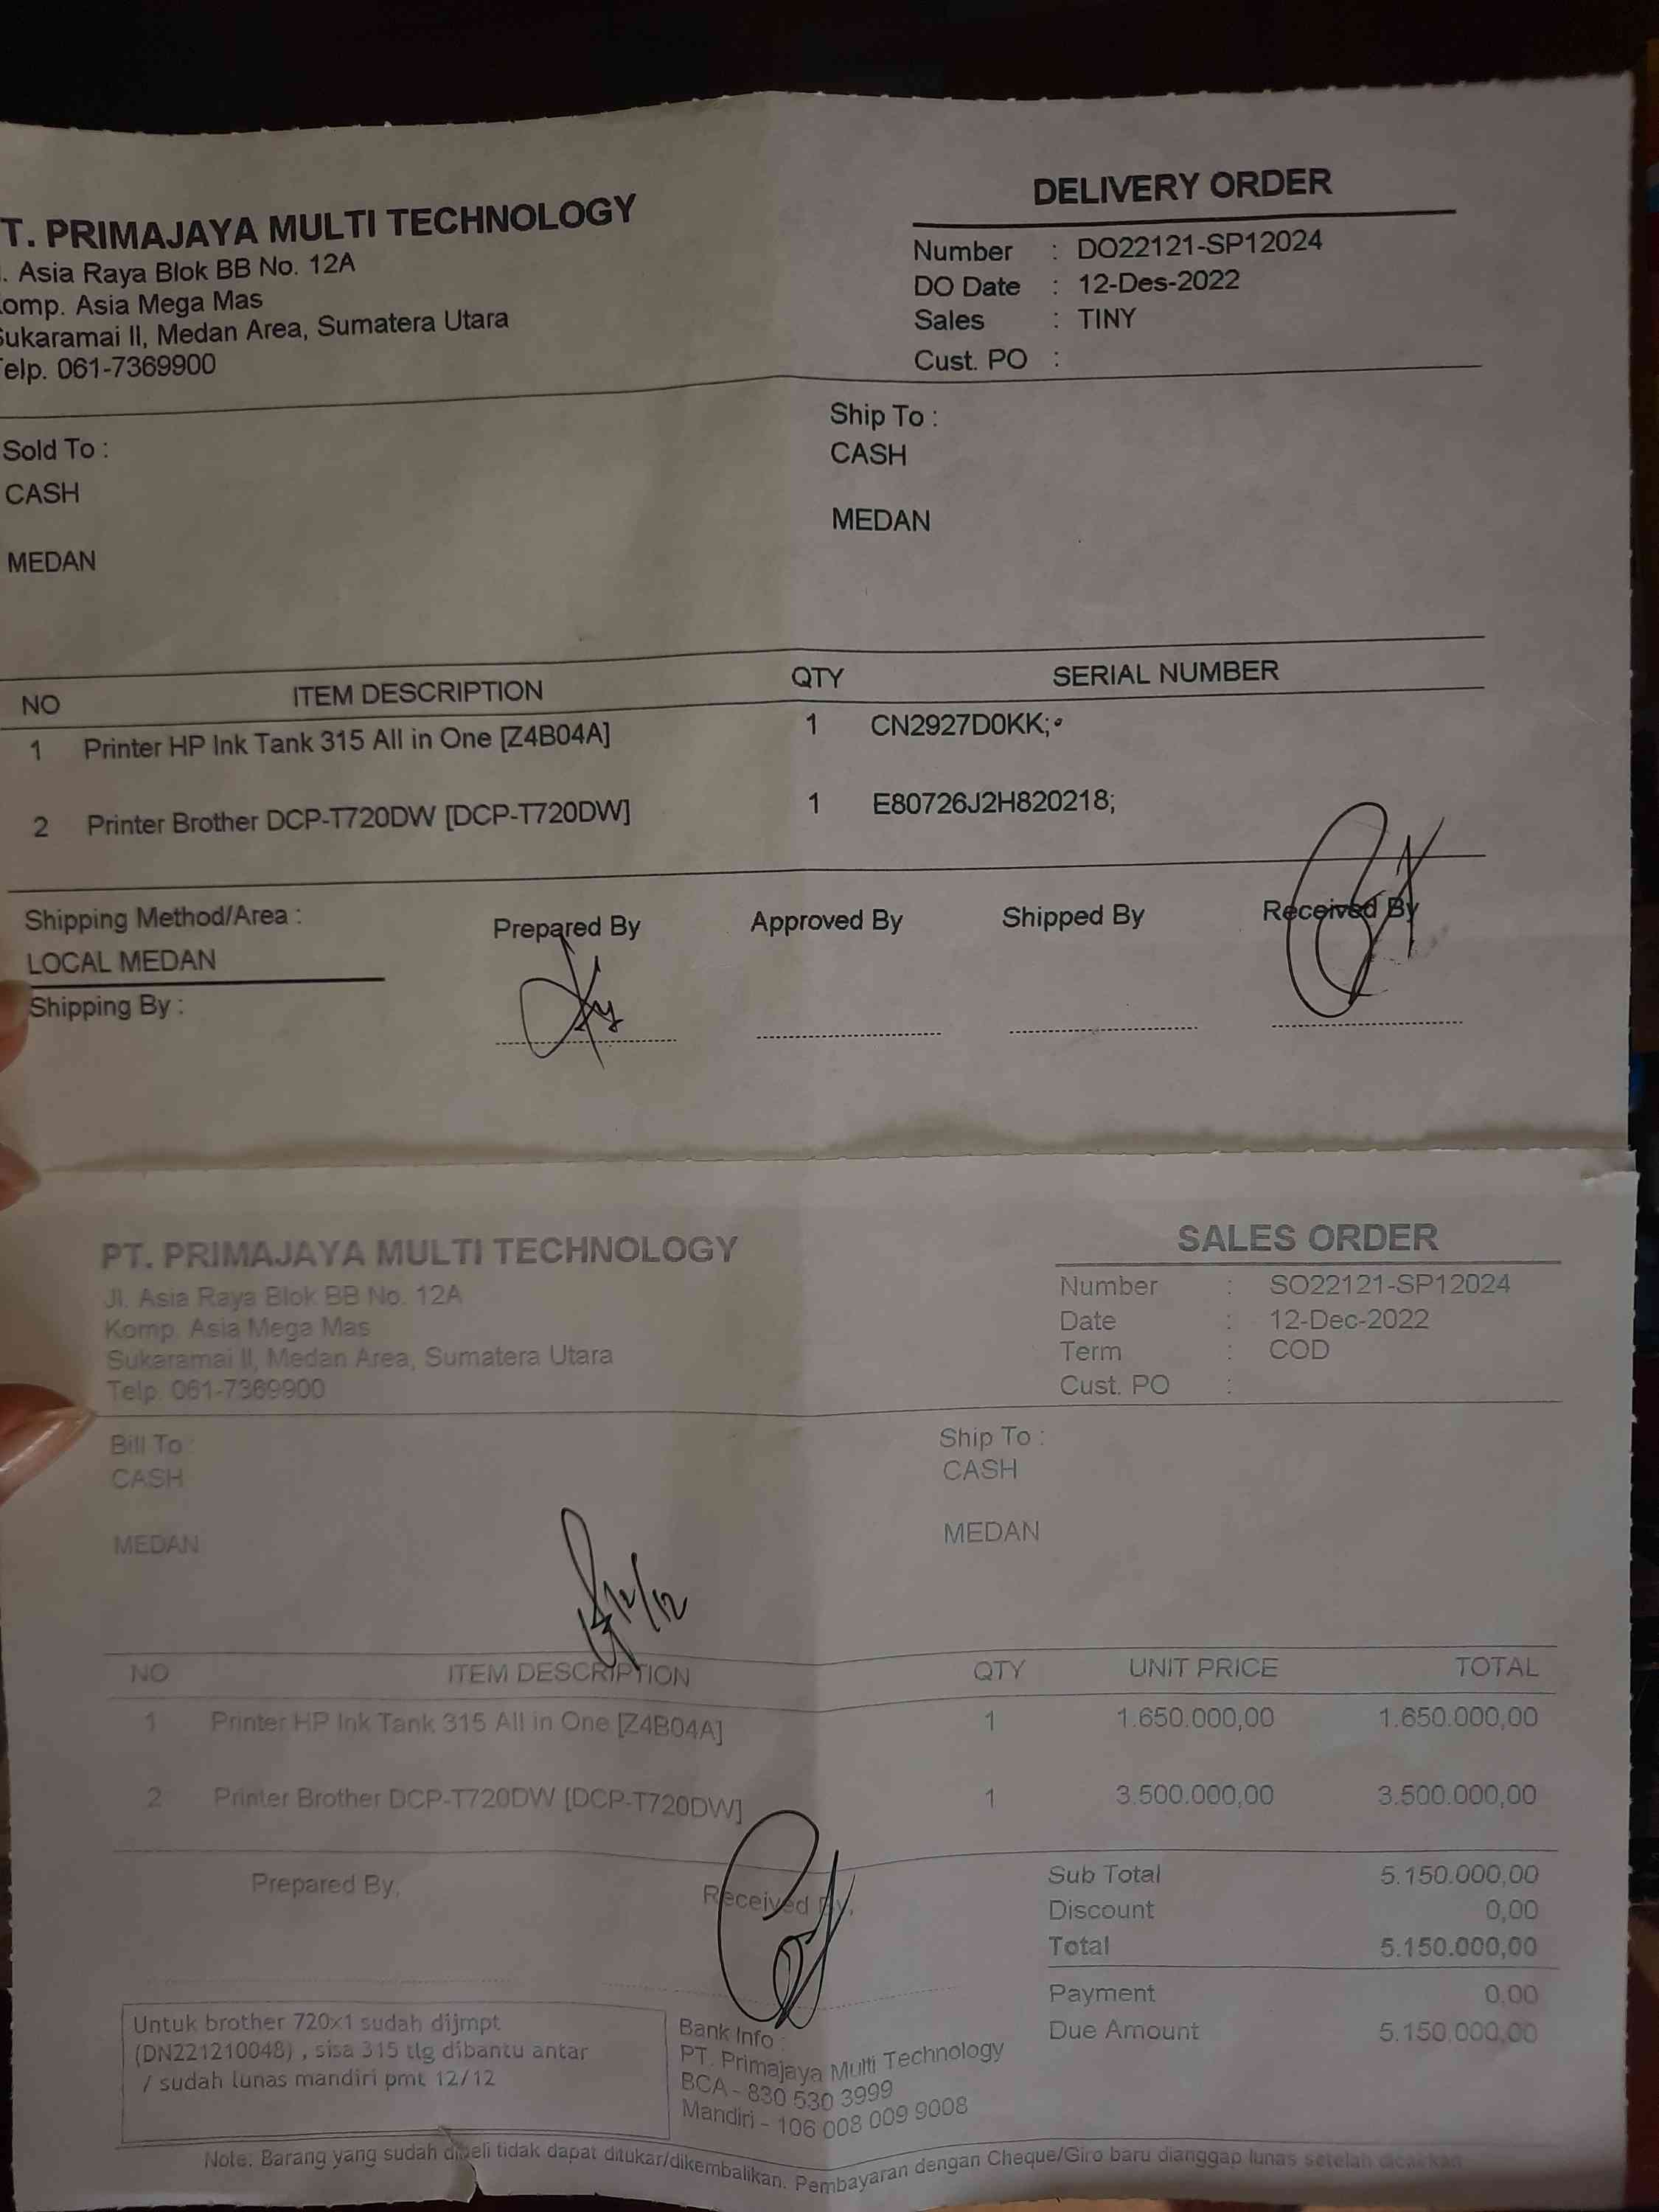 T. PRIMAJAYA MULTI TECHNOLOGY
. Asia Raya Blok BB No. 12A
omp. Asia Mega Mas
Sukaramai II, Medan Area, Sumatera Utara
Telp. 061-7369900
DELIVERY ORDER
Number : DO22121-SP12024
DO Date : 12-Des-2022
Sales : TINY
Cust. PO :
Sold To :
CASH
MEDAN
Ship To :
CASH
MEDAN
NO ITEM DESCRIPTION QTY SERIAL NUMBER
1 Printer HP Ink Tank 315 All in One [Z4B04A] 1 CN2927D0KK;
2 Printer Brother DCP-T720DW [DCP-T720DW] 1 E80726J2H820218;
Shipping Method/Area :
LOCAL MEDAN
Shipping By :
Prepared By Approved By Shipped By Received By
PT. PRIMAJAYA MULTI TECHNOLOGY
Jl. Asia Raya Blok BB No. 12A
Komp. Asia Mega Mas
Sukaramai II, Medan Area, Sumatera Utara
Telp. 061-7369900
SALES ORDER
Number : SO22121-SP12024
Date : 12-Dec-2022
Term : COD
Cust. PO :
Bill To :
CASH
MEDAN
Ship To :
CASH
MEDAN
12/12
NO ITEM DESCRIPTION QTY UNIT PRICE TOTAL
1 Printer HP Ink Tank 315 All in One [Z4B04A] 1 1.650.000,00 1.650.000,00
2 Printer Brother DCP-T720DW [DCP-T720DW] 1 3.500.000,00 3.500.000,00
Prepared By, Received By,
Sub Total 5.150.000,00
Discount 0,00
Total 5.150.000,00
Payment 0,00
Due Amount 5.150.000,00
Untuk brother 720x1 sudah dijmpt
(DN221210048) , sisa 315 tlg dibantu antar
/ sudah lunas mandiri pmt 12/12
Bank Info :
PT. Primajaya Multi Technology
BCA - 830 530 3999
Mandiri - 106 008 009 9008
Note: Barang yang sudah dibeli tidak dapat ditukar/dikembalikan. Pembayaran dengan Cheque/Giro baru dianggap lunas setelah dicairkan